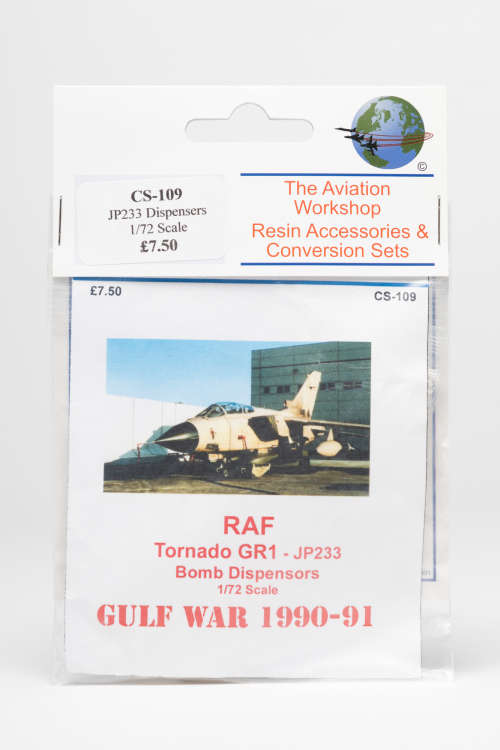 ©
CS-109
JP233 Dispensers
1/72 Scale
£7.50
The Aviation
Workshop
Resin Accessories &
Conversion Sets
£7.50
CS-109
RAF
Tornado GR1 - JP233
Bomb Dispensors
1/72 Scale
GULF WAR 1990-91